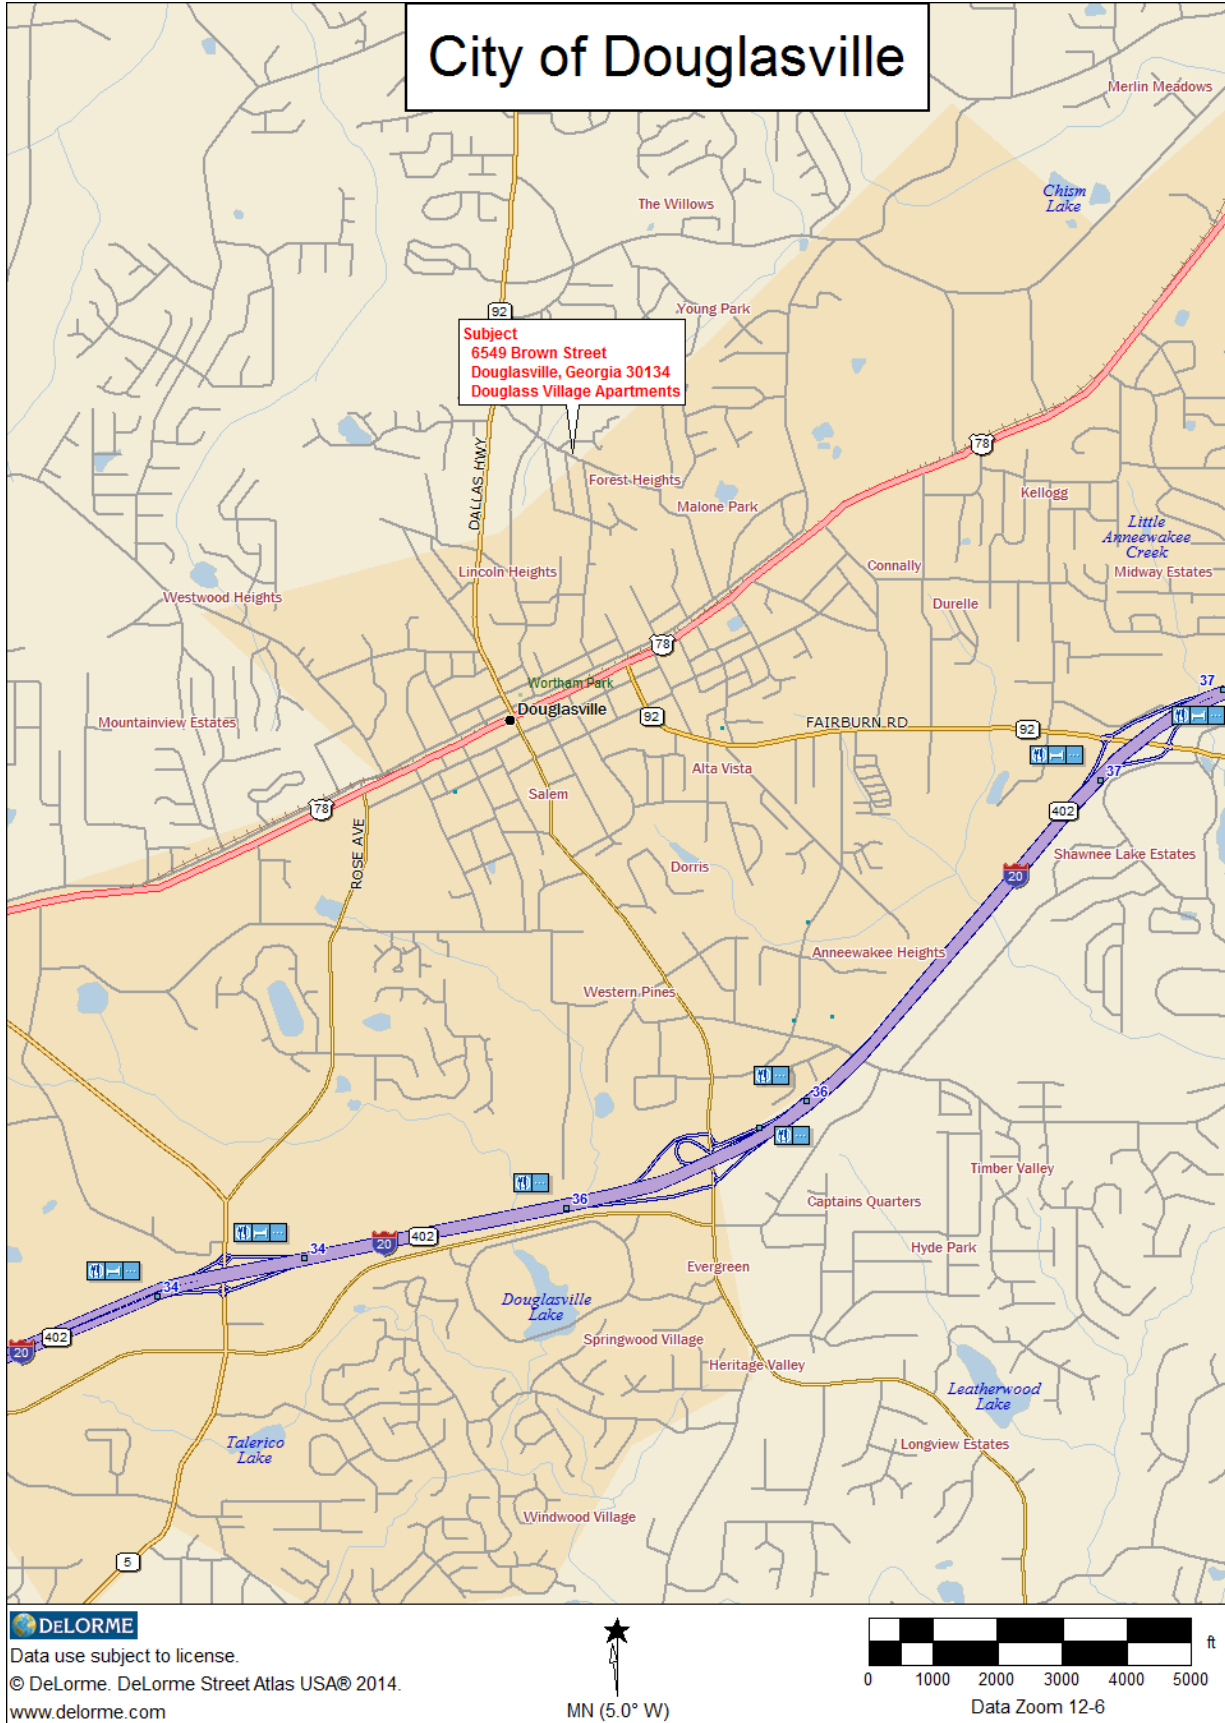 City of Douglasville
Merlin Meadows
Chism
Lake
The Willows
92
Young Park
Subject
6549 Brown Street
Douglasville, Georgia 30134
Douglass Village Apartments
DALLAS HWY
78
Forest Heights
Malone Park
Kellogg
Little
Anneewakee
Creek
Lincoln Heights
Connally
Midway Estates
Westwood Heights
Durelle
78
Wortham Park
37
Douglasville
92
FAIRBURN RD
92
Mountainview Estates
Alta Vista
37
Salem
78
402
ROSE AVE
Dorris
Shawnee Lake Estates
20
Anneewakee Heights
Western Pines
36
Timber Valley
36
Captains Quarters
402
20
34
Hyde Park
Evergreen
34
Douglasville
Lake
402
20
Springwood Village
Heritage Valley
Leatherwood
Lake
Talerico
Lake
Longview Estates
Windwood Village
5
DELORME
Data use subject to license.
© DeLorme. DeLorme Street Atlas USA® 2014.
www.delorme.com
MN (5.0° W)
ft
0 1000 2000 3000 4000 5000
Data Zoom 12-6